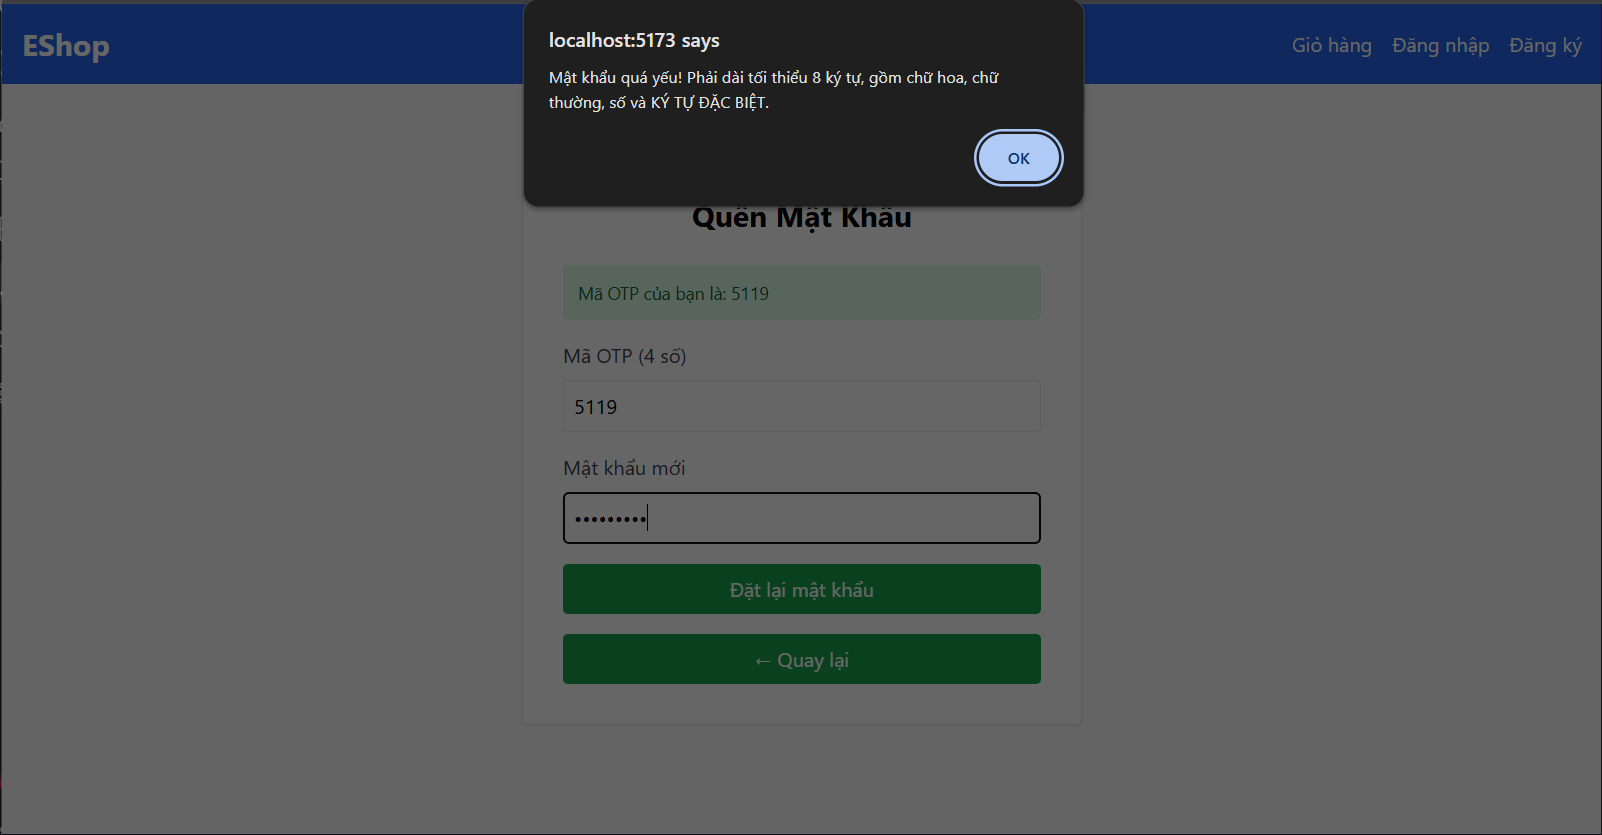 EShop
Giỏ hàng Đăng nhập Đăng ký
localhost:5173 says
Mật khẩu quá yếu! Phải dài tối thiểu 8 ký tự, gồm chữ hoa, chữ
thường, số và KÝ TỰ ĐẶC BIỆT.
OK
Quên Mật Khẩu
Mã OTP của bạn là: 5119
Mã OTP (4 số)
5119
Mật khẩu mới
•••••••••
Đặt lại mật khẩu
← Quay lại